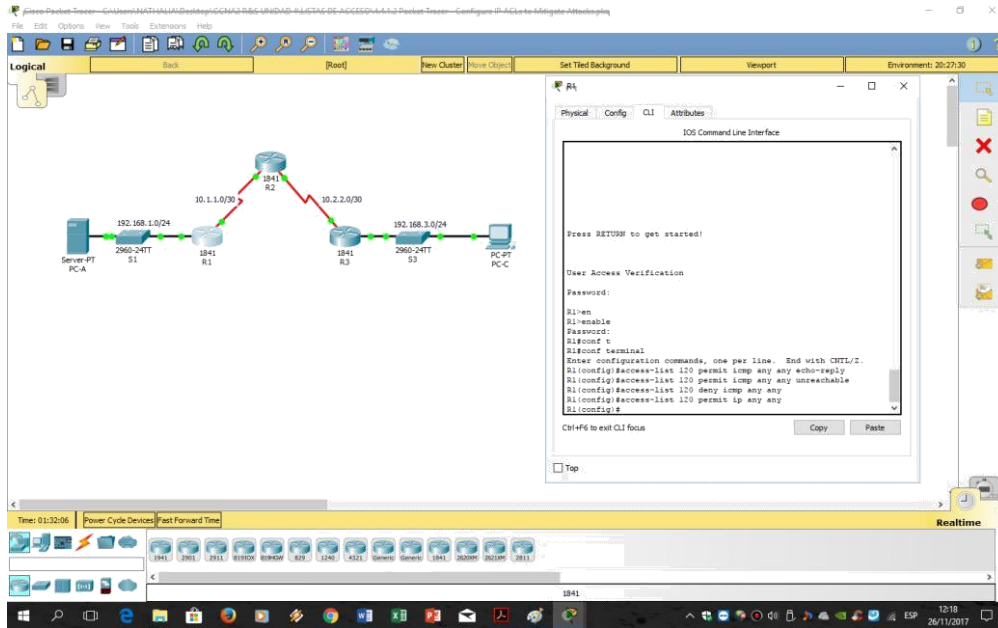 Cisco Packet Tracer - C:\Users\NATHALIA\Desktop\CCNA2 R&S UNIDAD 4\LISTAS DE ACCESO\4.4.1.2 Packet Tracer - Configure IP ACLs to Mitigate Attacks.pka
File Edit Options View Tools Extensions Help
Logical Back [Root] New Cluster Move Object Set Tiled Background Viewport Environment: 20:27:30
R1
Physical Config CLI Attributes
IOS Command Line Interface
Press RETURN to get started!
User Access Verification
Password:
R1>en
R1>enable
Password:
R1#conf t
R1#conf terminal
Enter configuration commands, one per line. End with CNTL/Z.
R1(config)#access-list 120 permit icmp any any echo-reply
R1(config)#access-list 120 permit icmp any any unreachable
R1(config)#access-list 120 deny icmp any any
R1(config)#access-list 120 permit ip any any
R1(config)#
Ctrl+F6 to exit CLI focus Copy Paste
Top
1841
R2
10.1.1.0/30
10.2.2.0/30
192.168.1.0/24
192.168.3.0/24
Server-PT
PC-A
2960-24TT
S1
1841
R1
1841
R3
2960-24TT
S3
PC-PT
PC-C
Time: 01:32:06 Power Cycle Devices Fast Forward Time Realtime
1941 2901 2911 819IOX 819HGW 829 1240 4321 Generic Generic 1841 2620XM 2621XM 2811
1841
ESP
12:18
26/11/2017